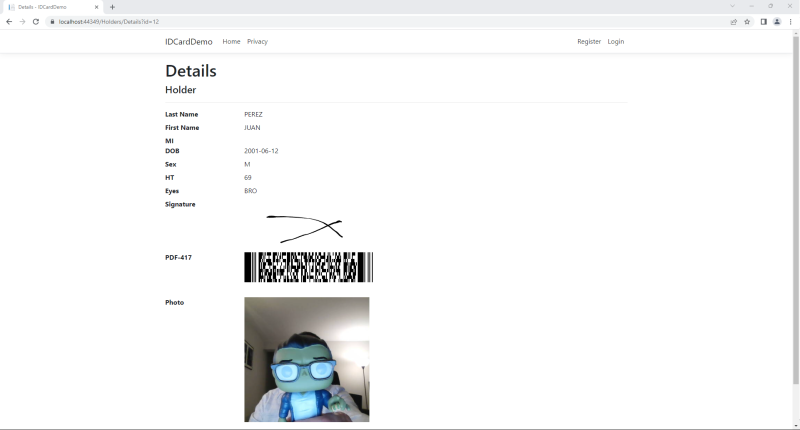 Details - IDCardDemo
localhost:44349/Holders/Details?id=12
IDCardDemo Home Privacy Register Login
Details
Holder
Last Name PEREZ
First Name JUAN
MI
DOB 2001-06-12
Sex M
HT 69
Eyes BRO
Signature
PDF-417
Photo